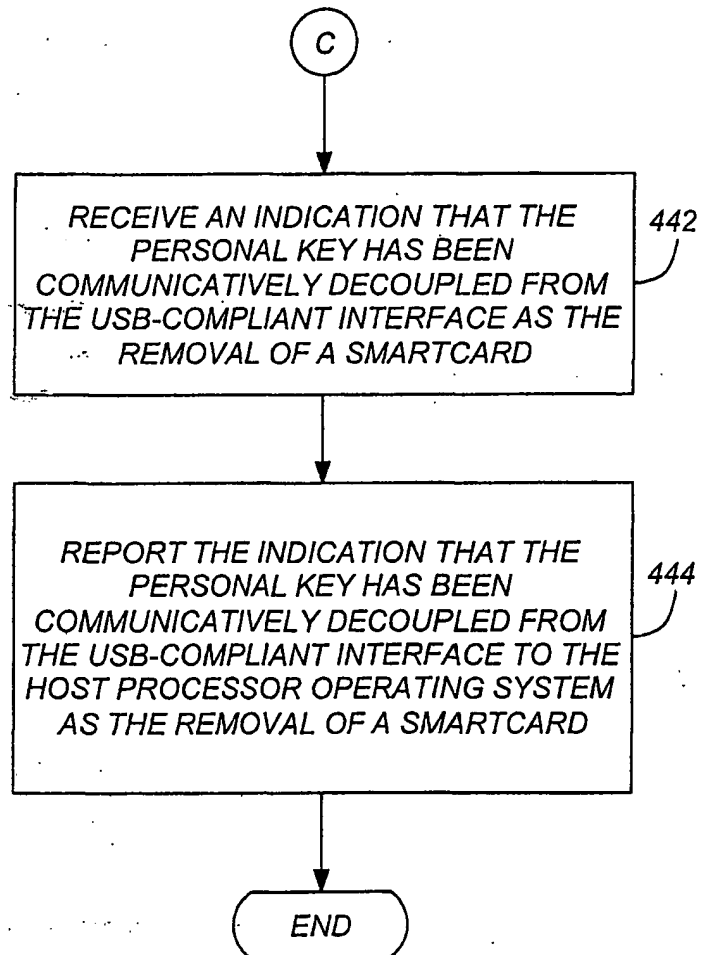 C
RECEIVE AN INDICATION THAT THE
PERSONAL KEY HAS BEEN
COMMUNICATIVELY DECOUPLED FROM
THE USB-COMPLIANT INTERFACE AS THE
REMOVAL OF A SMARTCARD
442
REPORT THE INDICATION THAT THE
PERSONAL KEY HAS BEEN
COMMUNICATIVELY DECOUPLED FROM
THE USB-COMPLIANT INTERFACE TO THE
HOST PROCESSOR OPERATING SYSTEM
AS THE REMOVAL OF A SMARTCARD
444
END